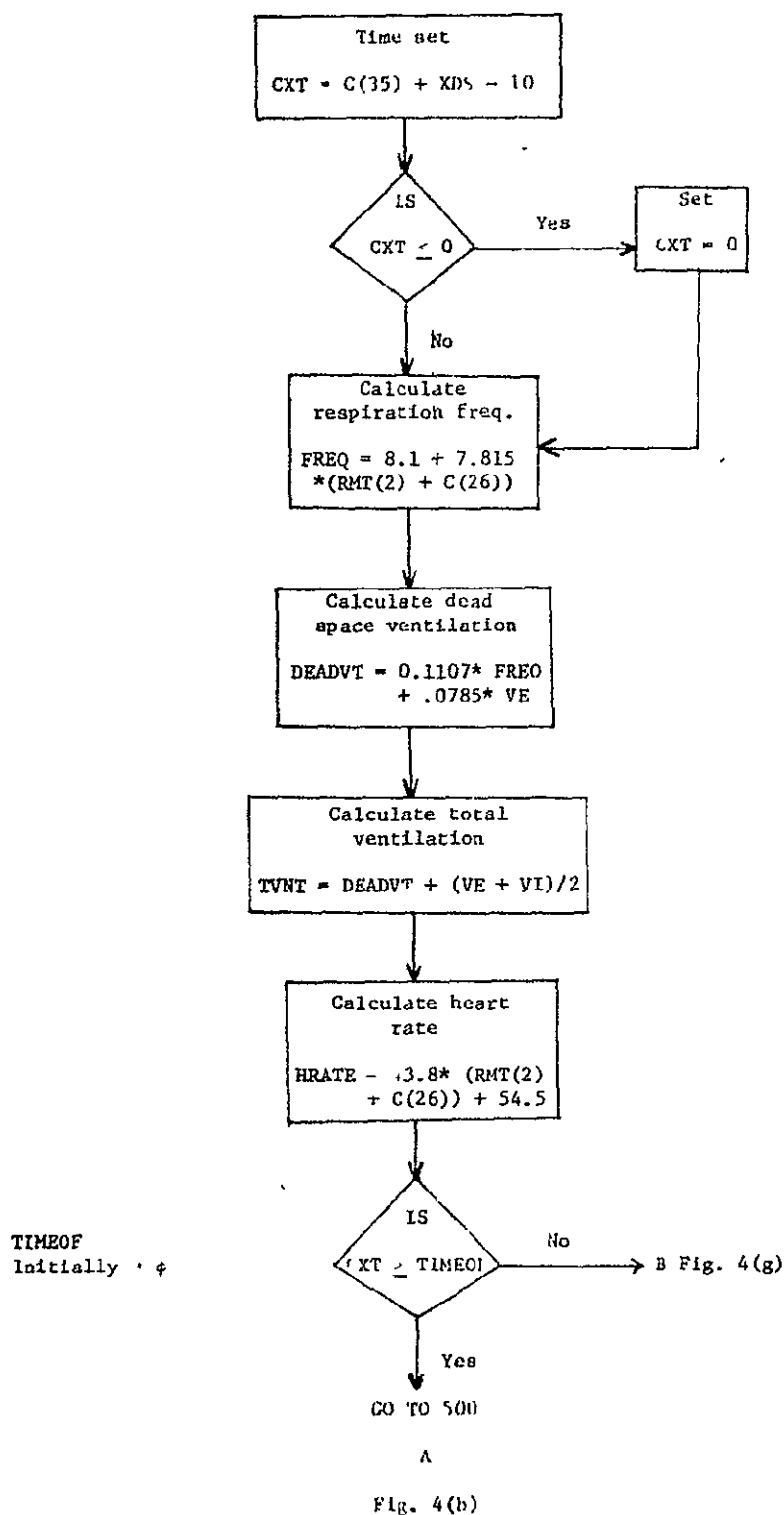 Time set
CXT = C(35) + XDS - 10
IS
CXT ≤ 0
Yes
Set
CXT = 0
No
Calculate
respiration freq.
FREQ = 8.1 + 7.815
*(RMT(2) + C(26))
Calculate dead
space ventilation
DEADVT = 0.1107* FREQ
+ .0785* VE
Calculate total
ventilation
TVNT = DEADVT + (VE + VI)/2
Calculate heart
rate
HRATE = 3.8* (RMT(2)
+ C(26)) + 54.5
TIMEOF
Initially
IS
CXT ≥ TIMEOF
No
B Fig. 4(g)
Yes
GO TO 500
A
Fig. 4(b)